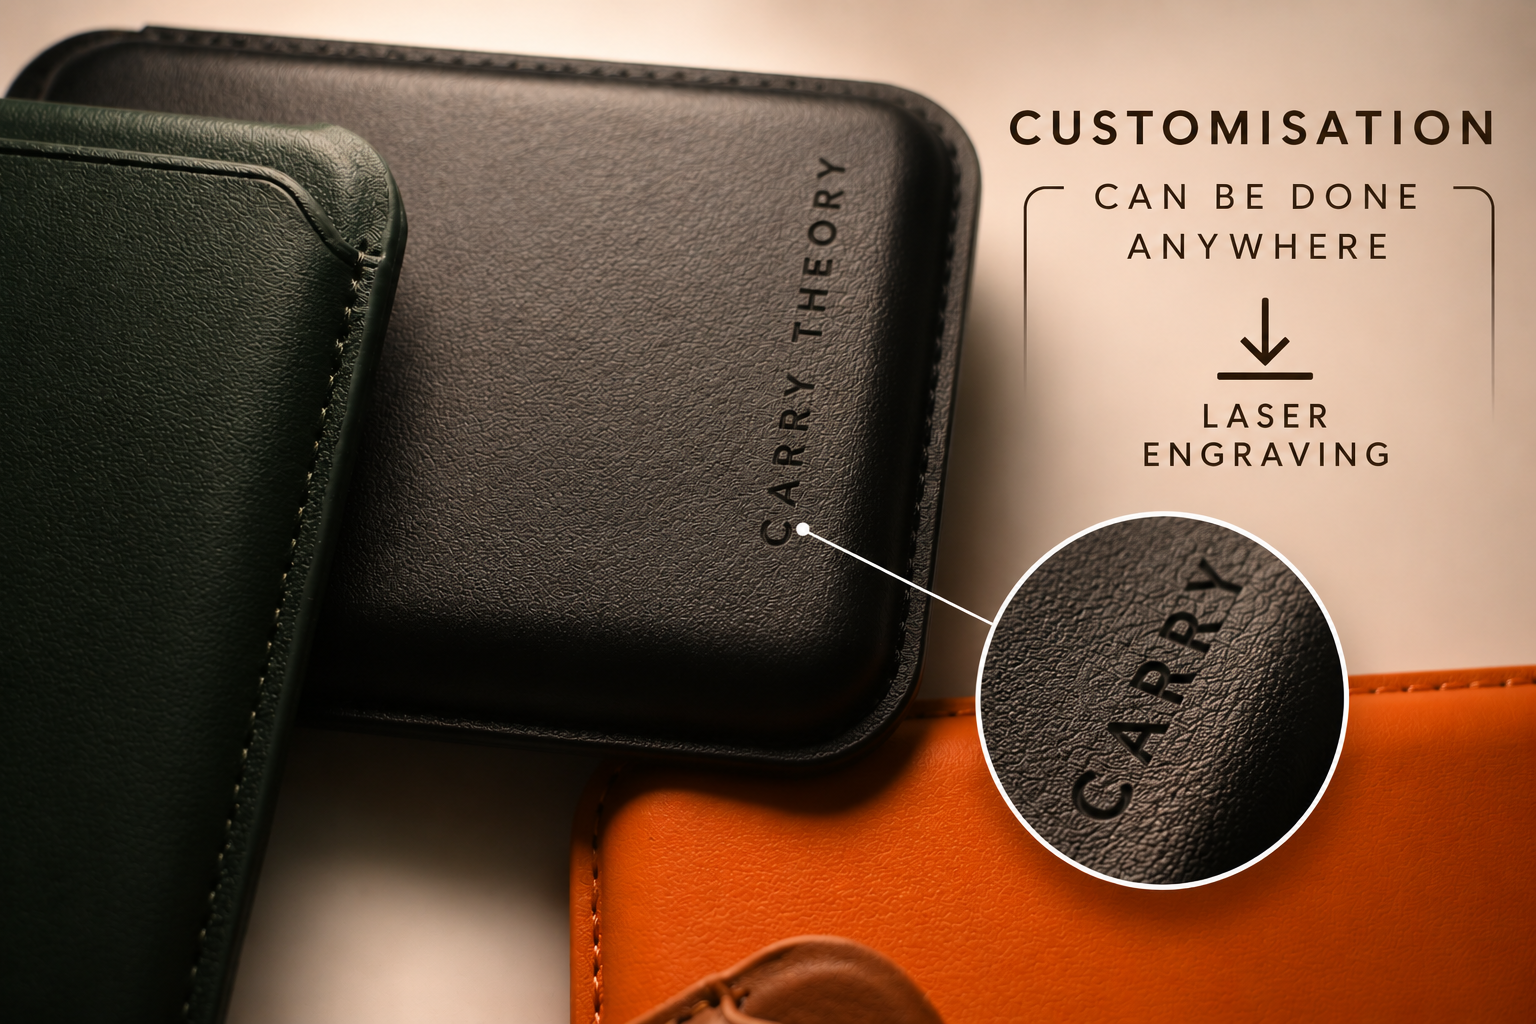 CARRY THEORY
CUSTOMISATION
CAN BE DONE
ANYWHERE
LASER
ENGRAVING
CARRY